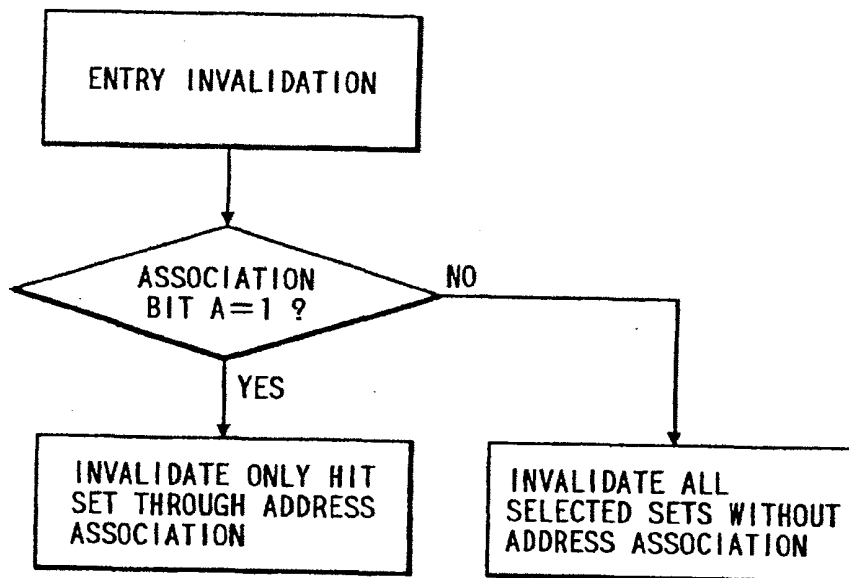 ENTRY INVALIDATION
ASSOCIATION
BIT A=1 ?
NO
YES
INVALIDATE ONLY HIT
SET THROUGH ADDRESS
ASSOCIATION
INVALIDATE ALL
SELECTED SETS WITHOUT
ADDRESS ASSOCIATION